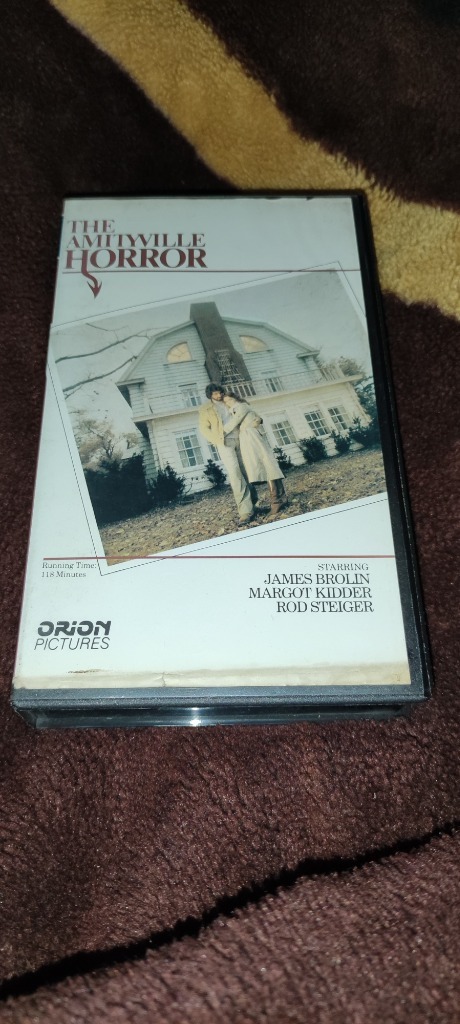 THE
AMITYVILLE
HORROR
Running Time:
118 Minutes
STARRING
JAMES BROLIN
MARGOT KIDDER
ROD STEIGER
ORION
PICTURES